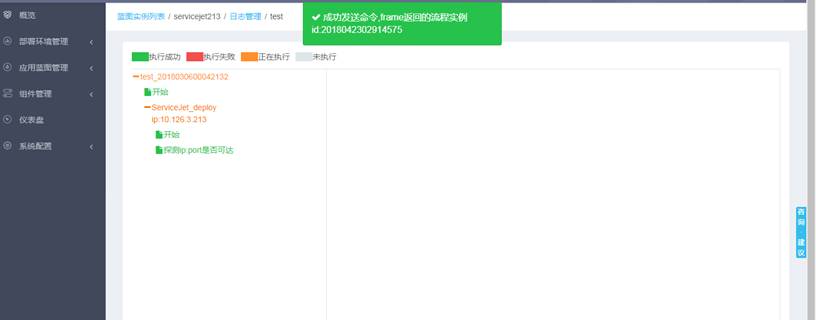 概览
部署环境管理
应用蓝图管理
组件管理
仪表盘
系统配置
蓝图实例列表 / servicejet213 / 日志管理 / test
成功发送命令,frame返回的流程实例
id:2018042302914575
执行成功 执行失败 正在执行 未执行
test_2018030600042132
开始
ServiceJet_deploy
ip:10.126.3.213
开始
探测ip:port是否可达
咨询·建议